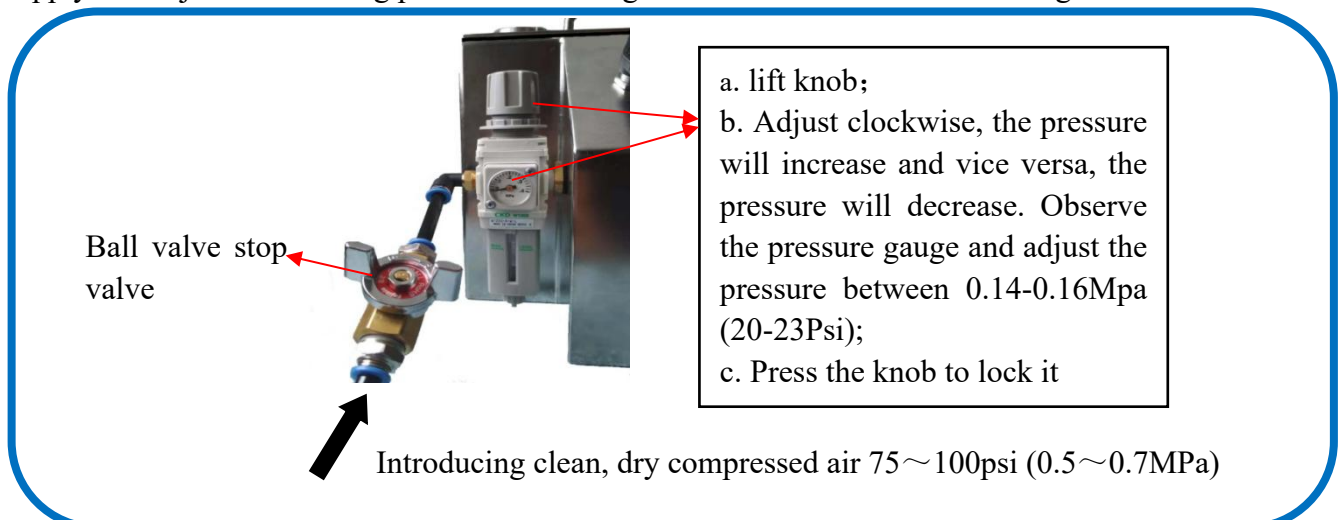 a. lift knob；
b. Adjust clockwise, the pressure
will increase and vice versa, the
pressure will decrease. Observe
the pressure gauge and adjust the
pressure between 0.14-0.16Mpa
(20-23Psi);
c. Press the knob to lock it
CKD
Ball valve stop
valve
Introducing clean, dry compressed air 75～100psi (0.5～0.7MPa)